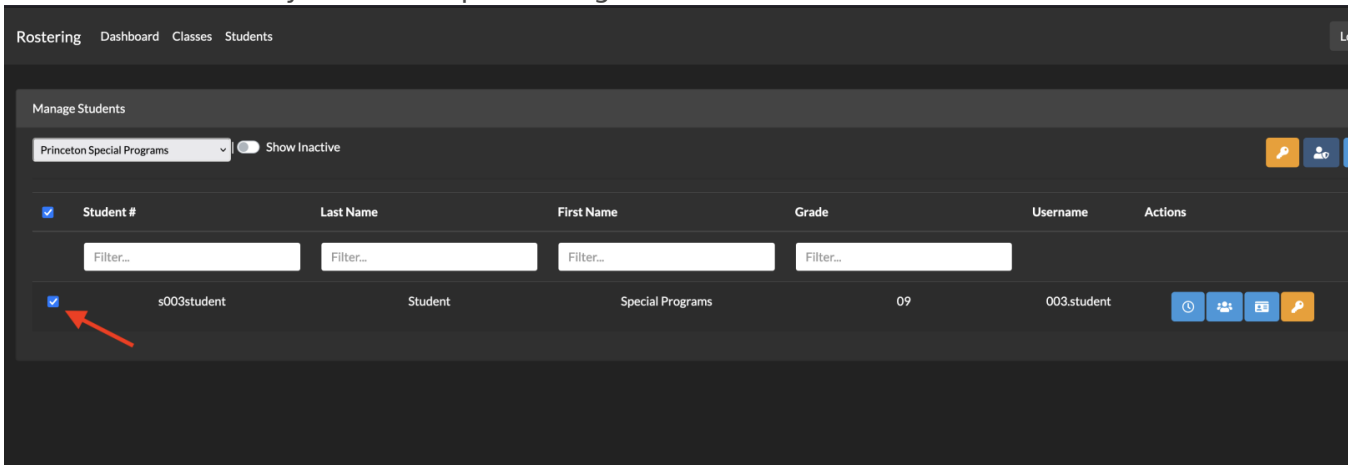 Rostering Dashboard Classes Students
Manage Students
Princeton Special Programs Show Inactive
Student # Last Name First Name Grade Username Actions
Filter... Filter... Filter... Filter...
s003student Student Special Programs 09 003.student